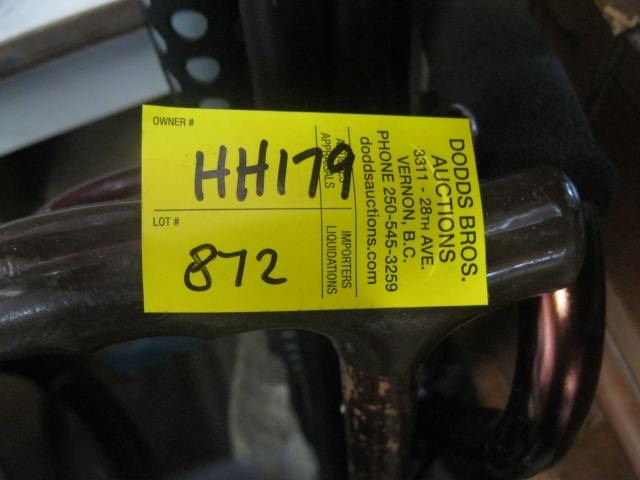 OWNER #
HH179
LOT #
872
APPRAISALS
IMPORTERS
LIQUIDATIONS
DODDS BROS.
AUCTIONS
3311 - 28TH AVE.
VERNON, B.C.
PHONE 250-545-3259
doddsauctions.com